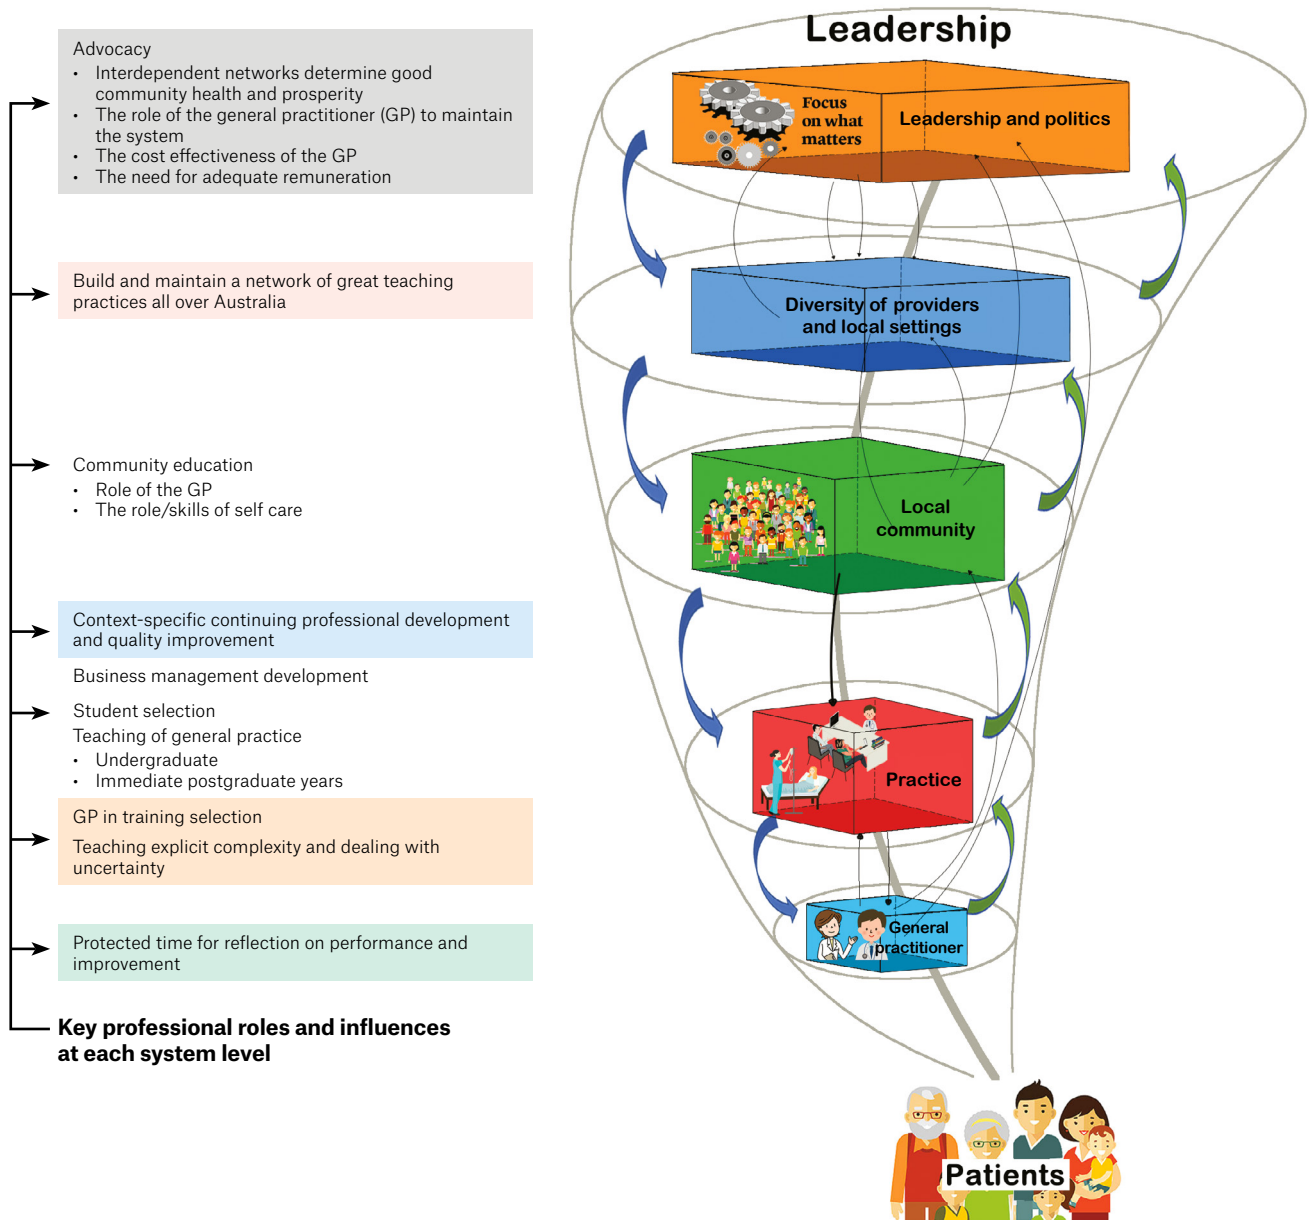 Advocacy
• Interdependent networks determine good
community health and prosperity
• The role of the general practitioner (GP) to maintain
the system
• The cost effectiveness of the GP
• The need for adequate remuneration
Build and maintain a network of great teaching
practices all over Australia
Community education
• Role of the GP
• The role/skills of self care
Context-specific continuing professional development
and quality improvement
Business management development
Student selection
Teaching of general practice
• Undergraduate
• Immediate postgraduate years
GP in training selection
Teaching explicit complexity and dealing with
uncertainty
Protected time for reflection on performance and
improvement
Key professional roles and influences
at each system level
Leadership
Focus
on what
matters
Leadership and politics
Diversity of providers
and local settings
Local
community
Practice
General
practitioner
Patients